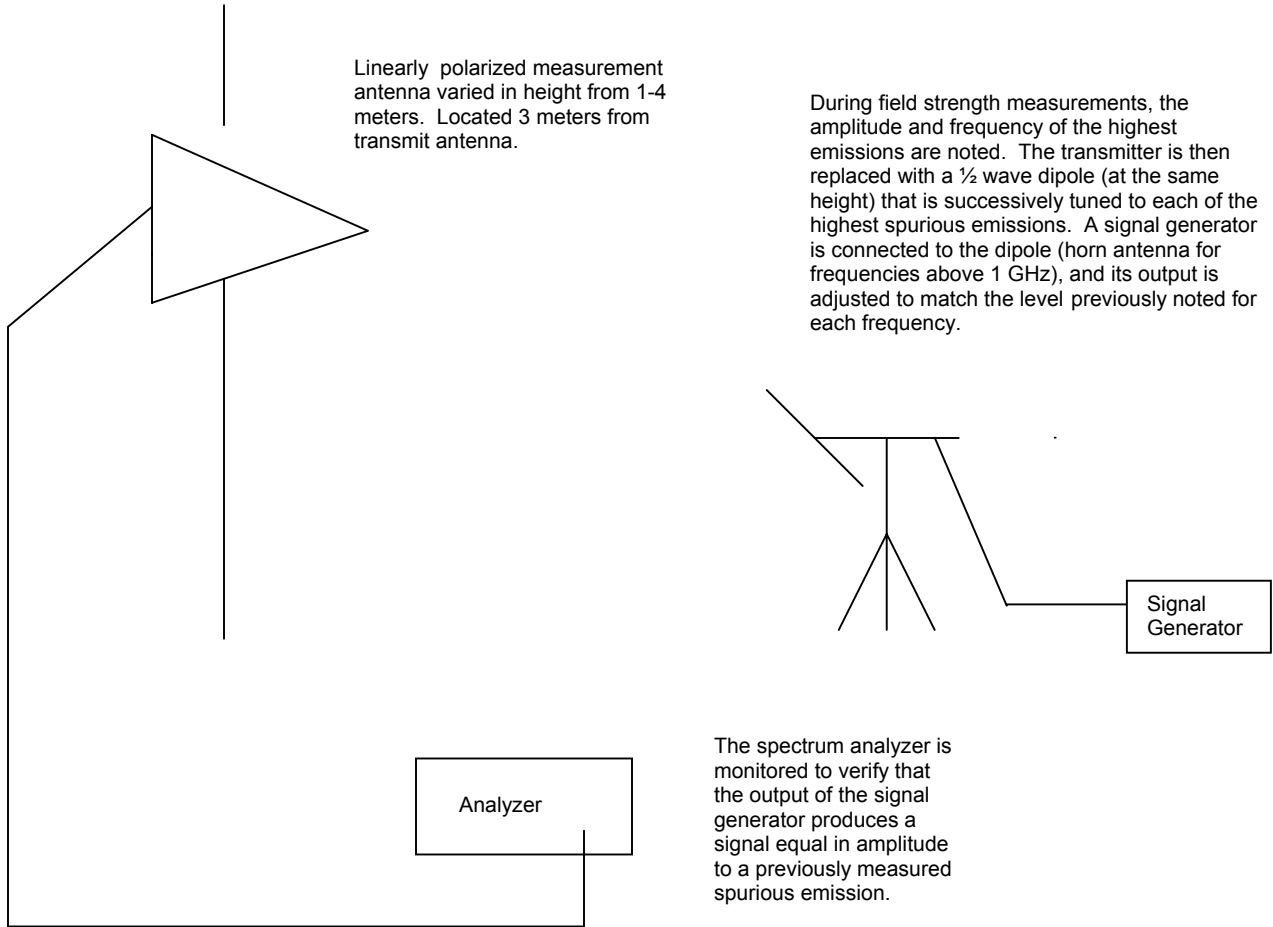 Linearly  polarized measurement
antenna varied in height from 1-4
meters.  Located 3 meters from
transmit antenna.
During field strength measurements, the
amplitude and frequency of the highest
emissions are noted.  The transmitter is then
replaced with a ½ wave dipole (at the same
height) that is successively tuned to each of the
highest spurious emissions.  A signal generator
is connected to the dipole (horn antenna for
frequencies above 1 GHz), and its output is
adjusted to match the level previously noted for
each frequency.
Signal
Generator
The spectrum analyzer is
monitored to verify that
the output of the signal
generator produces a
signal equal in amplitude
to a previously measured
spurious emission.
Analyzer